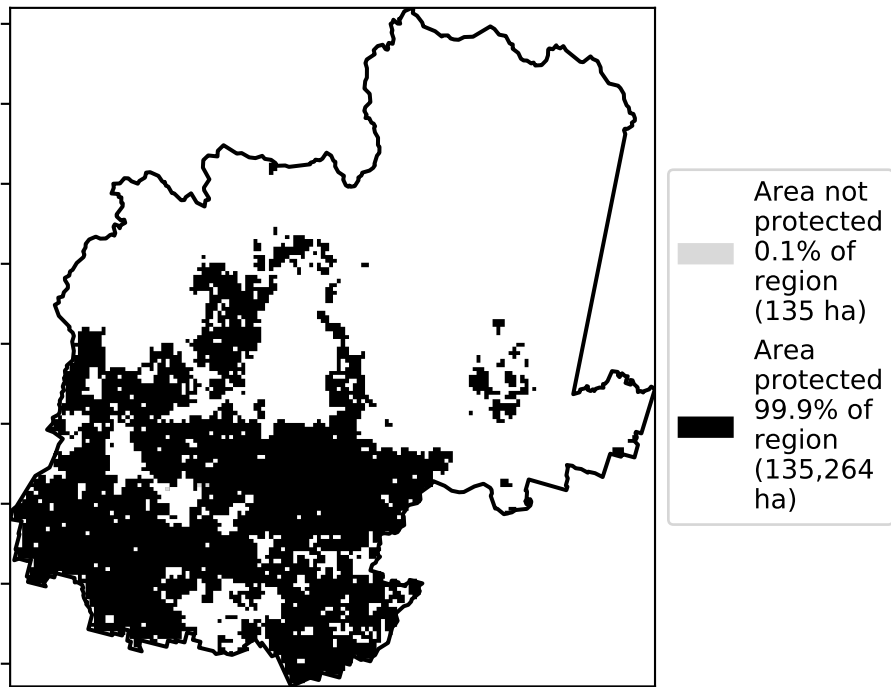 Area not
protected
0.1% of
region
(135 ha)
Area
protected
99.9% of
region
(135,264
ha)